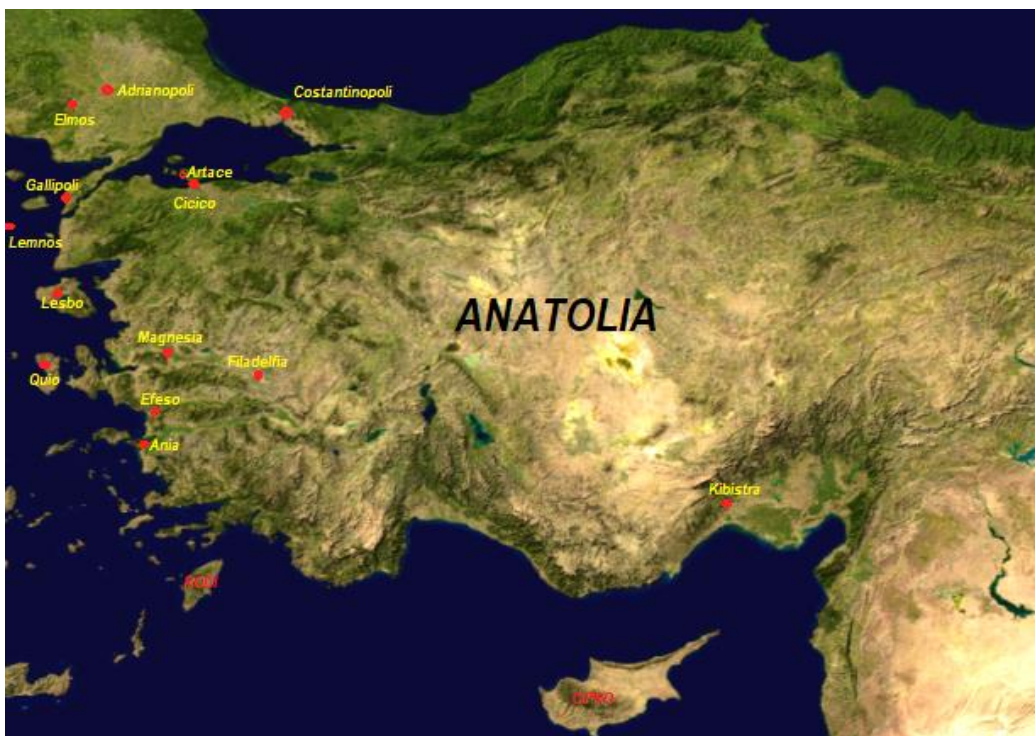 Adrianopoli
Costantinopoli
Elmos
Artace
Gallipoli
Cicico
Lemnos
Lesbo
ANATOLIA
Magnesia
Filadelfia
Quio
Efeso
Ania
Kibistra
RODI
CIPRO